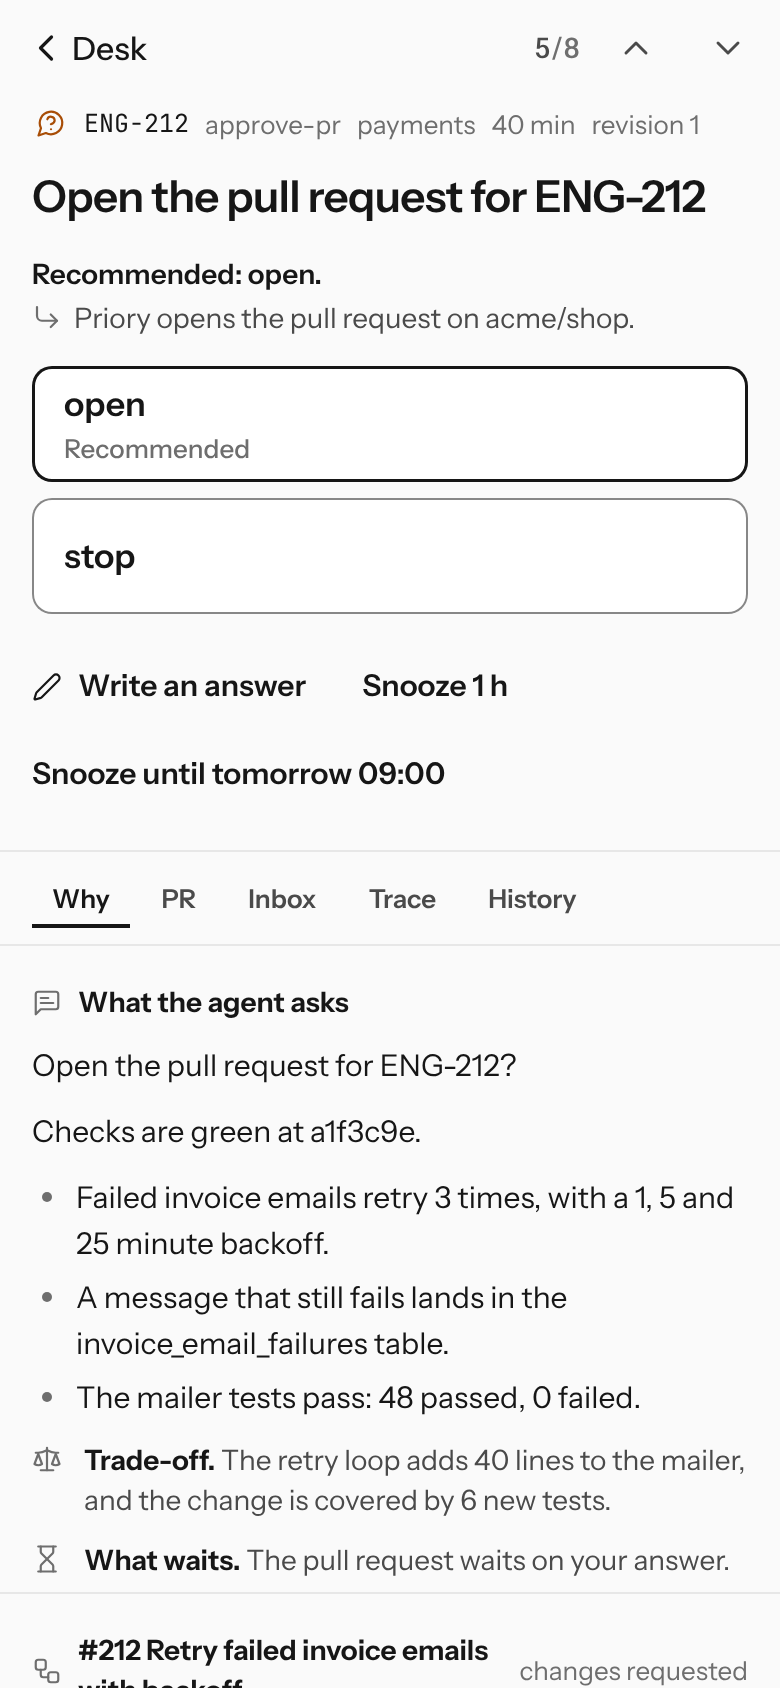 Desk
5/8
ENG-212 approve-pr payments 40 min revision 1
Open the pull request for ENG-212
Recommended: open.
Priory opens the pull request on acme/shop.
open
Recommended
stop
Write an answer
Snooze 1 h
Snooze until tomorrow 09:00
Why PR Inbox Trace History
What the agent asks
Open the pull request for ENG-212?
Checks are green at a1f3c9e.
Failed invoice emails retry 3 times, with a 1, 5 and
25 minute backoff.
A message that still fails lands in the
invoice_email_failures table.
The mailer tests pass: 48 passed, 0 failed.
Trade-off. The retry loop adds 40 lines to the mailer,
and the change is covered by 6 new tests.
What waits. The pull request waits on your answer.
#212 Retry failed invoice emails
with backoff
changes requested